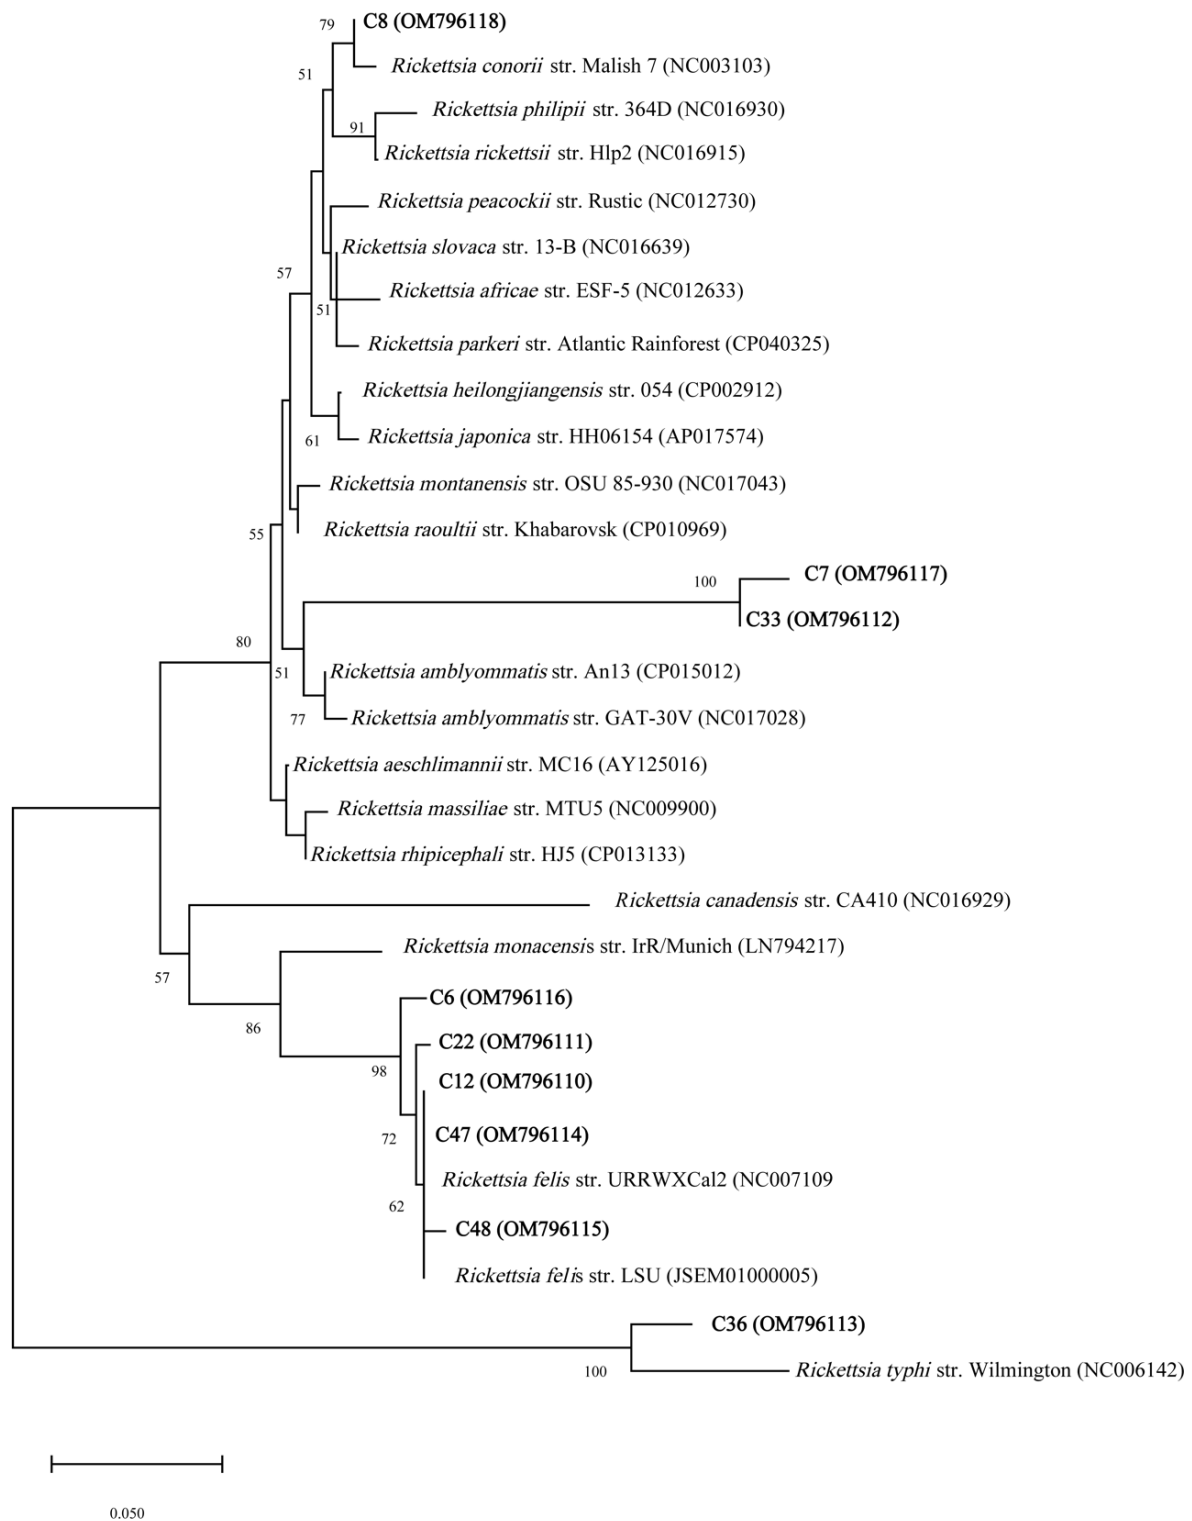 79
C8 (OM796118)
Rickettsia conorii str. Malish 7 (NC003103)
51
Rickettsia philipii str. 364D (NC016930)
91
Rickettsia rickettsii str. Hlp2 (NC016915)
Rickettsia peacockii str. Rustic (NC012730)
Rickettsia slovaca str. 13-B (NC016639)
57
Rickettsia africae str. ESF-5 (NC012633)
51
Rickettsia parkeri str. Atlantic Rainforest (CP040325)
Rickettsia heilongjiangensis str. 054 (CP002912)
61
Rickettsia japonica str. HH06154 (AP017574)
Rickettsia montanensis str. OSU 85-930 (NC017043)
55
Rickettsia raoultii str. Khabarovsk (CP010969)
100
C7 (OM796117)
C33 (OM796112)
80
51
Rickettsia amblyommatis str. An13 (CP015012)
77
Rickettsia amblyommatis str. GAT-30V (NC017028)
Rickettsia aeschlimannii str. MC16 (AY125016)
Rickettsia massiliae str. MTU5 (NC009900)
Rickettsia rhipicephali str. HJ5 (CP013133)
Rickettsia canadensis str. CA410 (NC016929)
57
Rickettsia monacensis str. IrR/Munich (LN794217)
86
C6 (OM796116)
98
C22 (OM796111)
C12 (OM796110)
72
C47 (OM796114)
Rickettsia felis str. URRWXCal2 (NC007109
62
C48 (OM796115)
Rickettsia felis str. LSU (JSEM01000005)
C36 (OM796113)
100
Rickettsia typhi str. Wilmington (NC006142)
0.050